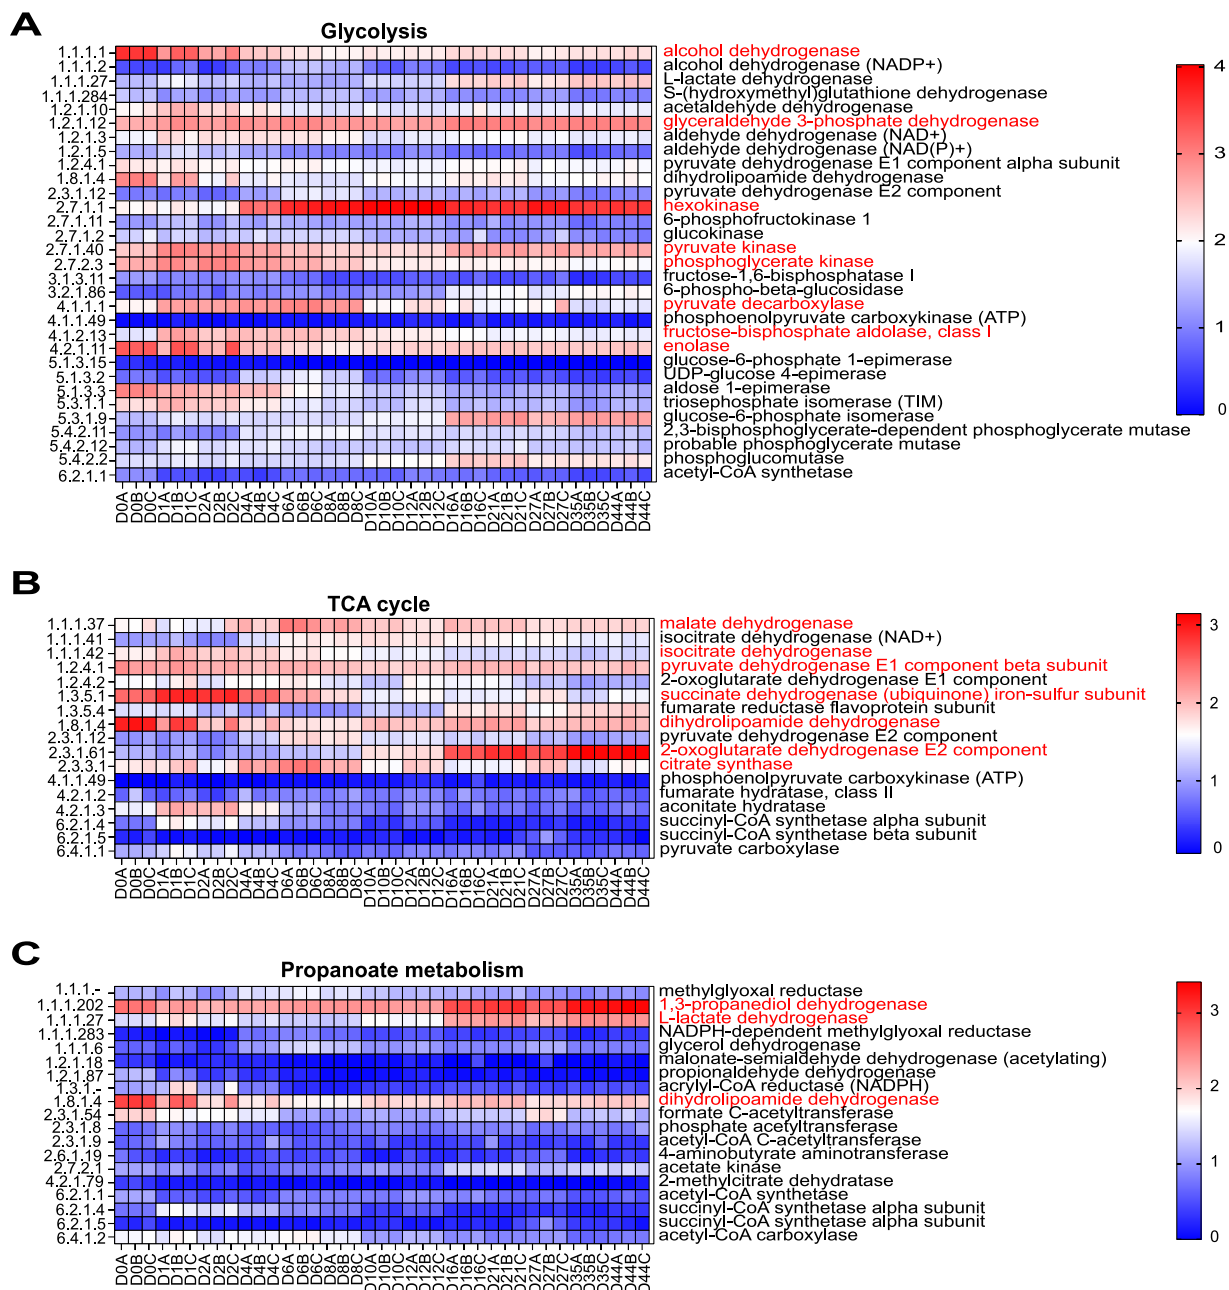 A
Glycolysis
1.1.1.1 alcohol dehydrogenase
1.1.1.2 alcohol dehydrogenase (NADP+)
1.1.1.27 L-lactate dehydrogenase
1.1.1.284 S-(hydroxymethyl)glutathione dehydrogenase
1.2.1.10 acetaldehyde dehydrogenase
1.2.1.12 glyceraldehyde 3-phosphate dehydrogenase
1.2.1.3 aldehyde dehydrogenase (NAD+)
1.2.1.5 aldehyde dehydrogenase (NAD(P)+)
1.2.4.1 pyruvate dehydrogenase E1 component alpha subunit
1.8.1.4 dihydrolipoamide dehydrogenase
2.3.1.12 pyruvate dehydrogenase E2 component
2.7.1.1 hexokinase
2.7.1.11 6-phosphofructokinase 1
2.7.1.2 glucokinase
2.7.1.40 pyruvate kinase
2.7.2.3 phosphoglycerate kinase
3.1.3.11 fructose-1,6-bisphosphatase I
3.2.1.86 6-phospho-beta-glucosidase
4.1.1.1 pyruvate decarboxylase
4.1.1.49 phosphoenolpyruvate carboxykinase (ATP)
4.1.2.13 fructose-bisphosphate aldolase, class I
4.2.1.11 enolase
5.1.3.15 glucose-6-phosphate 1-epimerase
5.1.3.2 UDP-glucose 4-epimerase
5.1.3.3 aldose 1-epimerase
5.3.1.1 triosephosphate isomerase (TIM)
5.3.1.9 glucose-6-phosphate isomerase
5.4.2.11 2,3-bisphosphoglycerate-dependent phosphoglycerate mutase
5.4.2.12 probable phosphoglycerate mutase
5.4.2.2 phosphoglucomutase
6.2.1.1 acetyl-CoA synthetase
4
3
2
1
0
D0A D0B D0C D1A D1B D1C D2A D2B D2C D4A D4B D4C D6A D6B D6C D8A D8B D8C D10A D10B D10C D12A D12B D12C D16A D16B D16C D21A D21B D21C D27A D27B D27C D35A D35B D35C D44A D44B D44C
B
TCA cycle
1.1.1.37 malate dehydrogenase
1.1.1.41 isocitrate dehydrogenase (NAD+)
1.1.1.42 isocitrate dehydrogenase
1.2.4.1 pyruvate dehydrogenase E1 component beta subunit
1.2.4.2 2-oxoglutarate dehydrogenase E1 component
1.3.5.1 succinate dehydrogenase (ubiquinone) iron-sulfur subunit
1.3.5.4 fumarate reductase flavoprotein subunit
1.8.1.4 dihydrolipoamide dehydrogenase
2.3.1.12 pyruvate dehydrogenase E2 component
2.3.1.61 2-oxoglutarate dehydrogenase E2 component
2.3.3.1 citrate synthase
4.1.1.49 phosphoenolpyruvate carboxykinase (ATP)
4.2.1.2 fumarate hydratase, class II
4.2.1.3 aconitate hydratase
6.2.1.4 succinyl-CoA synthetase alpha subunit
6.2.1.5 succinyl-CoA synthetase beta subunit
6.4.1.1 pyruvate carboxylase
3
2
1
0
D0A D0B D0C D1A D1B D1C D2A D2B D2C D4A D4B D4C D6A D6B D6C D8A D8B D8C D10A D10B D10C D12A D12B D12C D16A D16B D16C D21A D21B D21C D27A D27B D27C D35A D35B D35C D44A D44B D44C
C
Propanoate metabolism
1.1.1.- methylglyoxal reductase
1.1.1.202 1,3-propanediol dehydrogenase
1.1.1.27 L-lactate dehydrogenase
1.1.1.283 NADPH-dependent methylglyoxal reductase
1.1.1.6 glycerol dehydrogenase
1.2.1.18 malonate-semialdehyde dehydrogenase (acetylating)
1.2.1.87 propionaldehyde dehydrogenase
1.3.1.- acrylyl-CoA reductase (NADPH)
1.8.1.4 dihydrolipoamide dehydrogenase
2.3.1.54 formate C-acetyltransferase
2.3.1.8 phosphate acetyltransferase
2.3.1.9 acetyl-CoA C-acetyltransferase
2.6.1.19 4-aminobutyrate aminotransferase
2.7.2.1 acetate kinase
4.2.1.79 2-methylcitrate dehydratase
6.2.1.1 acetyl-CoA synthetase
6.2.1.4 succinyl-CoA synthetase alpha subunit
6.2.1.5 succinyl-CoA synthetase alpha subunit
6.4.1.2 acetyl-CoA carboxylase
3
2
1
0
D0A D0B D0C D1A D1B D1C D2A D2B D2C D4A D4B D4C D6A D6B D6C D8A D8B D8C D10A D10B D10C D12A D12B D12C D16A D16B D16C D21A D21B D21C D27A D27B D27C D35A D35B D35C D44A D44B D44C